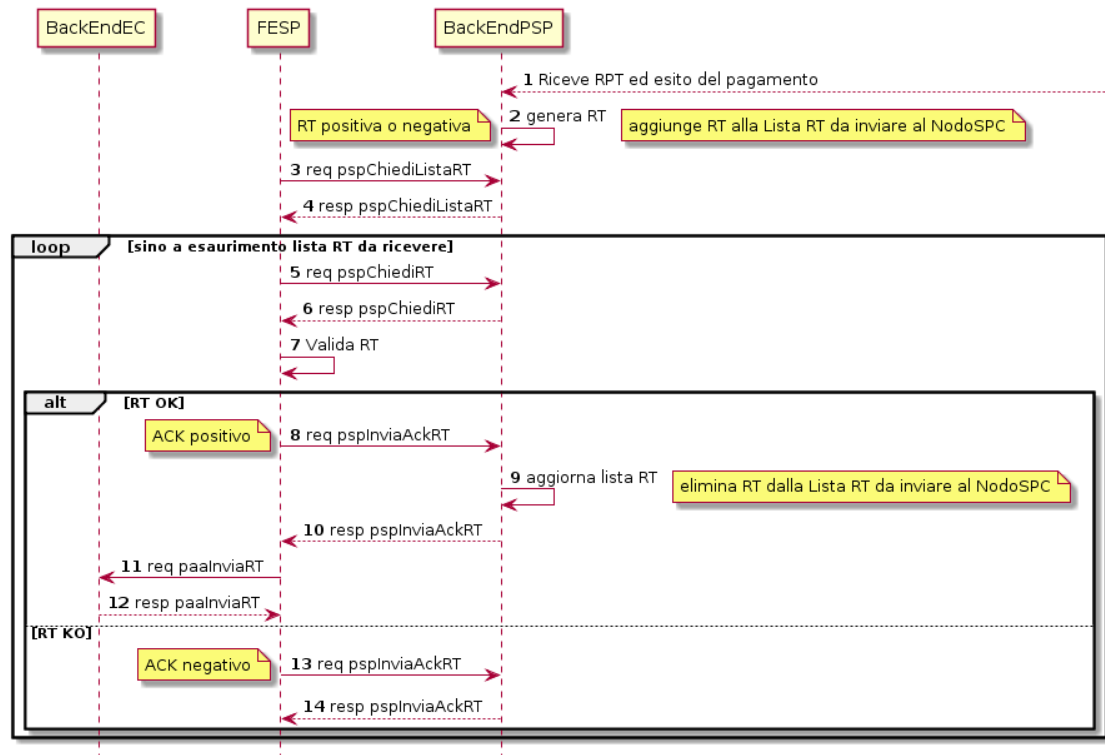 BackEndEC
FESP
BackEndPSP
1 Riceve RPT ed esito del pagamento
RT positiva o negativa
2 genera RT
aggiunge RT alla Lista RT da inviare al NodoSPC
3 req pspChiediListaRT
4 resp pspChiediListaRT
loop
[sino a esaurimento lista RT da ricevere]
5 req pspChiediRT
6 resp pspChiediRT
7 Valida RT
alt
[RT OK]
ACK positivo
8 req pspInviaAckRT
9 aggiorna lista RT
elimina RT dalla Lista RT da inviare al NodoSPC
10 resp pspInviaAckRT
11 req paaInviaRT
12 resp paaInviaRT
[RT KO]
ACK negativo
13 req pspInviaAckRT
14 resp pspInviaAckRT